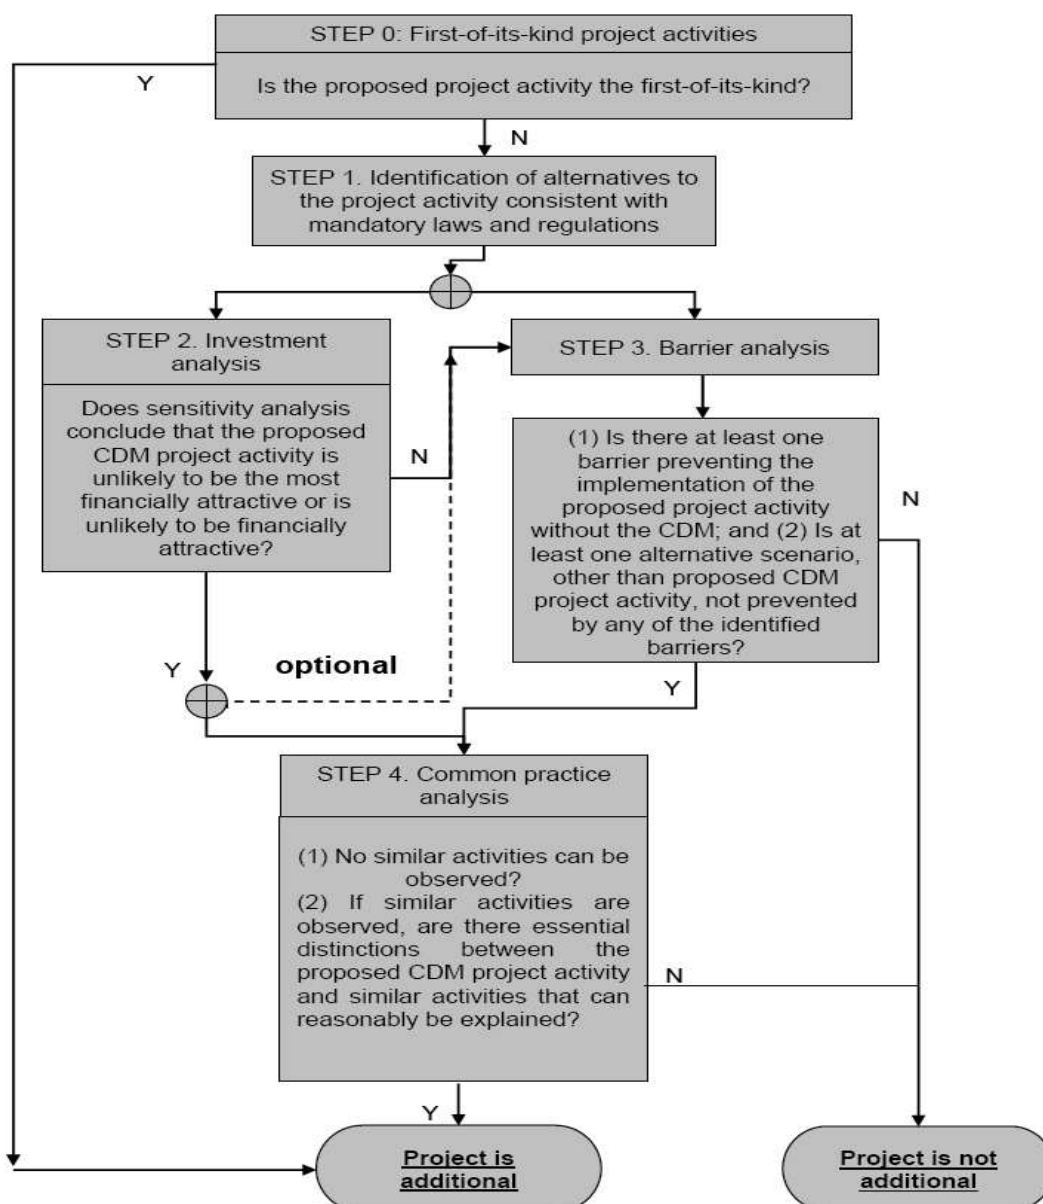 STEP 0: First-of-its-kind project activities
Y
Is the proposed project activity the first-of-its-kind?
N
STEP 1. Identification of alternatives to
the project activity consistent with
mandatory laws and regulations
STEP 2. Investment
analysis
Does sensitivity analysis
conclude that the proposed
CDM project activity is
unlikely to be the most
financially attractive or is
unlikely to be financially
attractive?
N
Y
optional
STEP 3. Barrier analysis
(1) Is there at least one
barrier preventing the
implementation of the
proposed project activity
without the CDM; and (2) Is at
least one alternative scenario,
other than proposed CDM
project activity, not prevented
by any of the identified
barriers?
N
Y
STEP 4. Common practice
analysis
(1) No similar activities can be
observed?
(2) If similar activities are
observed, are there essential
distinctions between the
proposed CDM project activity
and similar activities that can
reasonably be explained?
N
Y
Project is
additional
Project is not
additional